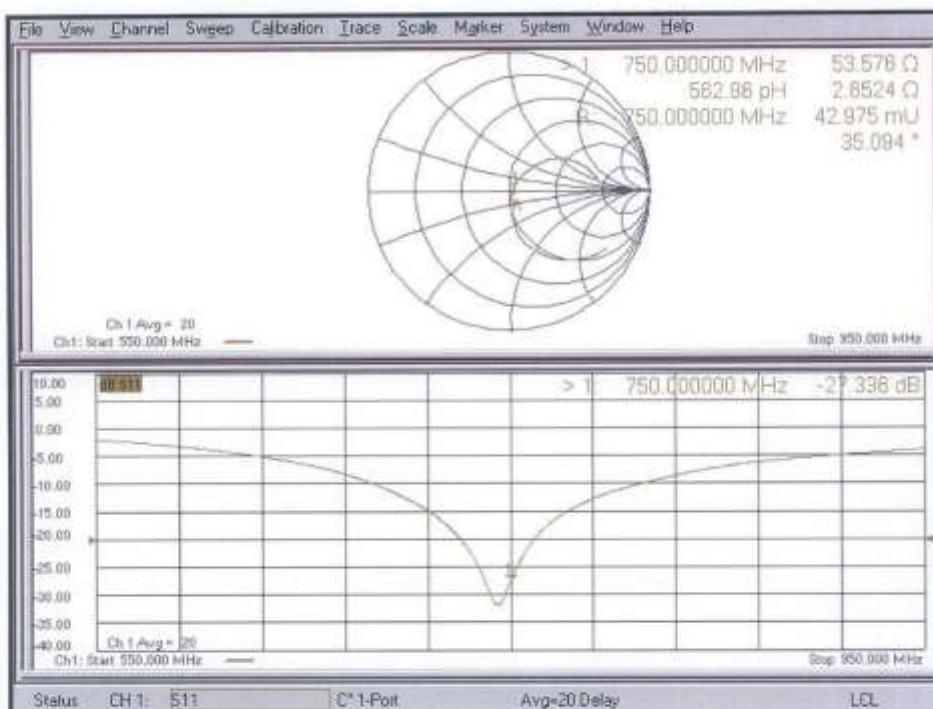 File View Channel Sweep Calibration Trace Scale Marker System Window Help
> 1 750.000000 MHz 53.576 Ω
562.98 pH 2.6524 Ω
750.000000 MHz 42.975 mU
35.094 °
Ch 1 Avg = 20
Ch1: Start 550.000 MHz
Stop 950.000 MHz
10.00 dB S11
> 1 750.000000 MHz -27.338 dB
5.00
0.00
-5.00
-10.00
-15.00
-20.00
-25.00
-30.00
-35.00
-40.00
1
Ch 1 Avg = 20
Ch1: Start 550.000 MHz
Stop 950.000 MHz
Status CH 1: S11 C* 1-Port Avg=20 Delay LCL